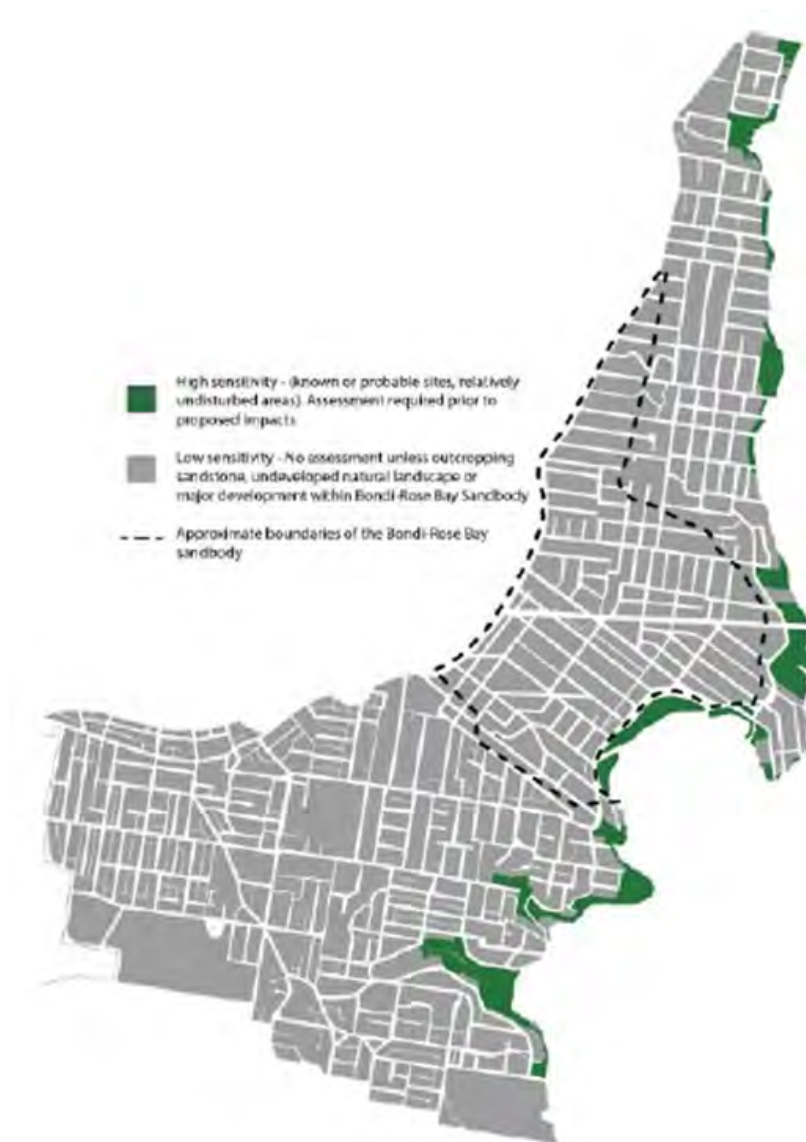 High sensitivity - (known or probable sites, relatively
undisturbed areas). Assessment required prior to
proposed impacts
Low sensitivity - No assessment unless outcropping
sandstone, undeveloped natural landscape or
major development within Bondi-Rose Bay Sandbody
Approximate boundaries of the Bondi-Rose Bay
sandbody